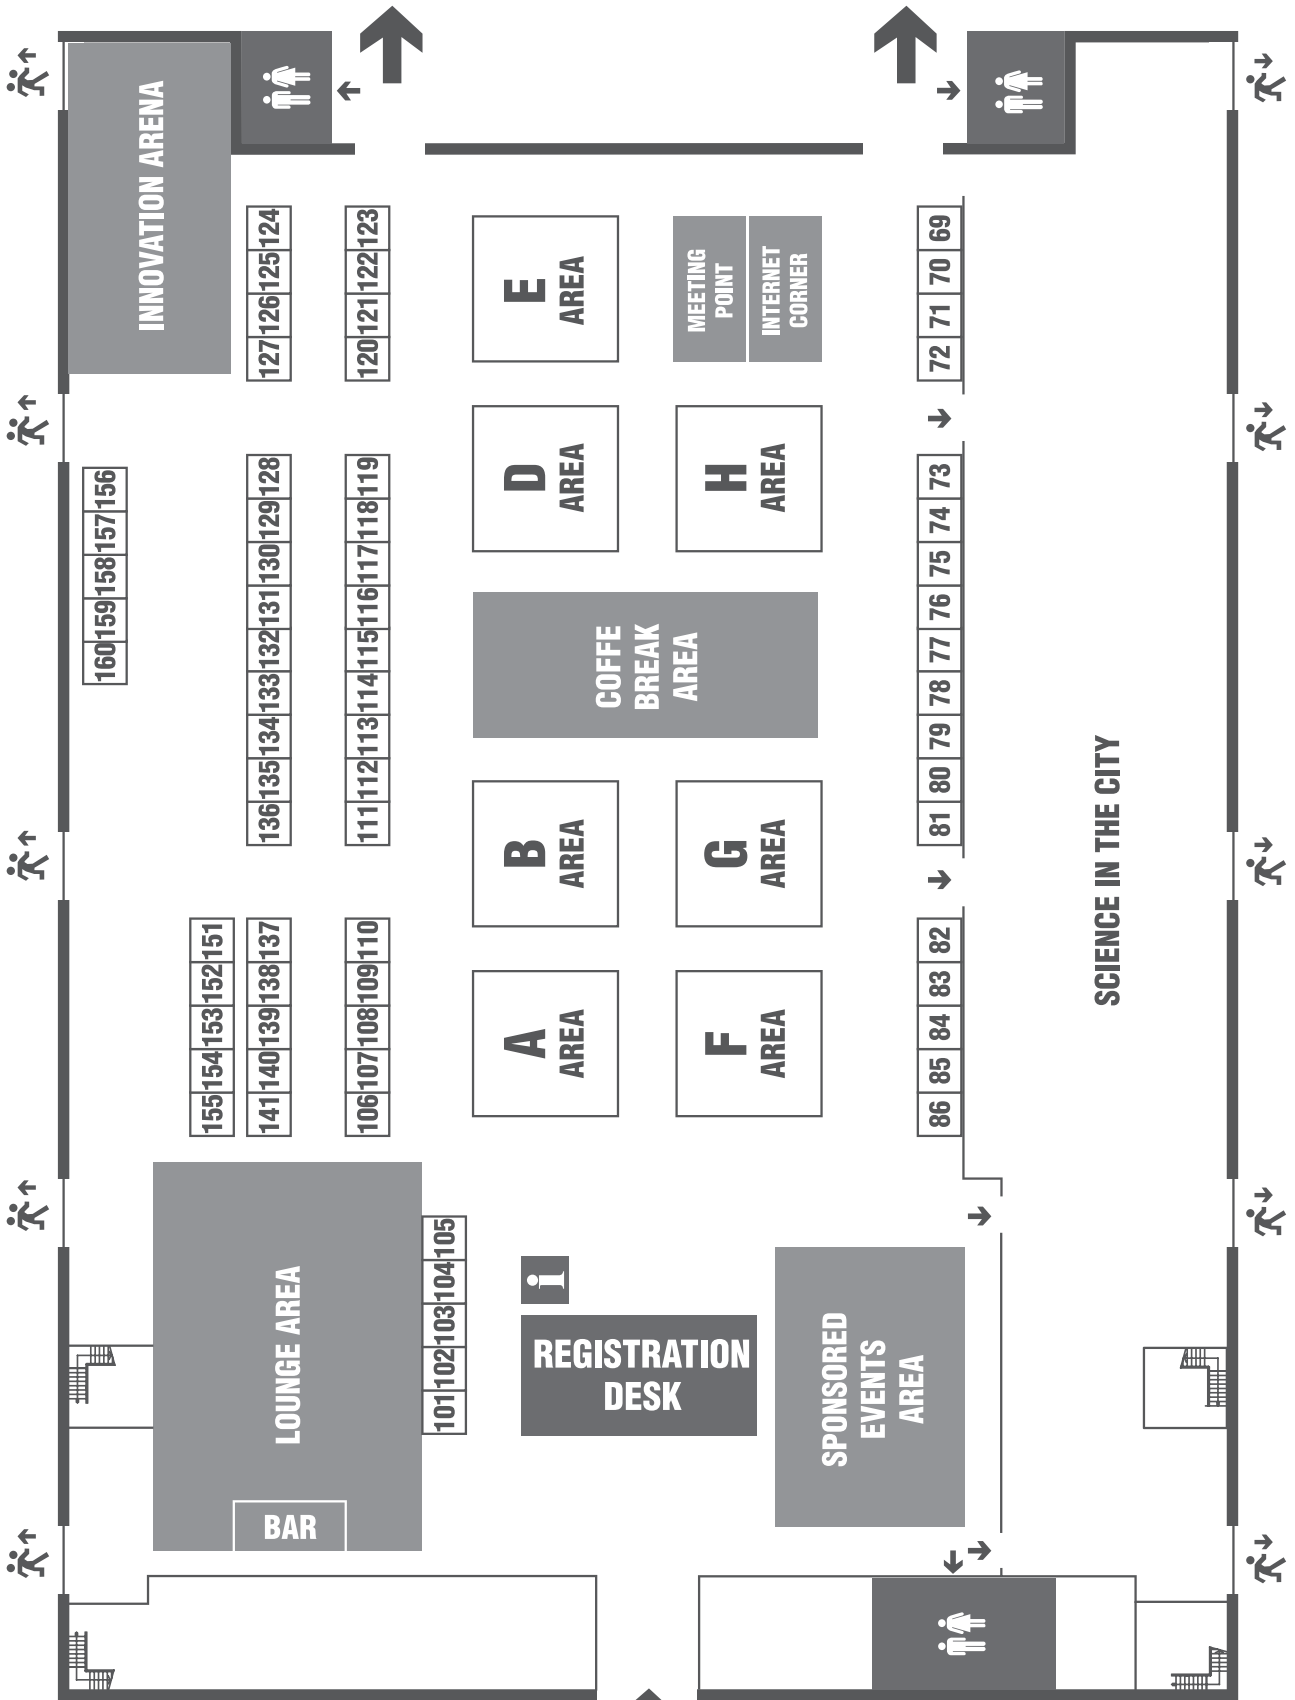 INNOVATION ARENA
124
125
126
127
123
122
121
120
E
AREA
MEETING
POINT
INTERNET
CORNER
69
70
71
72
156
157
158
159
160
128
129
130
131
132
133
134
135
136
119
118
117
116
115
114
113
112
111
D
AREA
H
AREA
COFFE
BREAK
AREA
B
AREA
G
AREA
73
74
75
76
77
78
79
80
81
SCIENCE IN THE CITY
151
152
153
154
155
137
138
139
140
141
110
109
108
107
106
A
AREA
F
AREA
82
83
84
85
86
LOUNGE AREA
BAR
105
104
103
102
101
i
REGISTRATION
DESK
SPONSORED
EVENTS
AREA